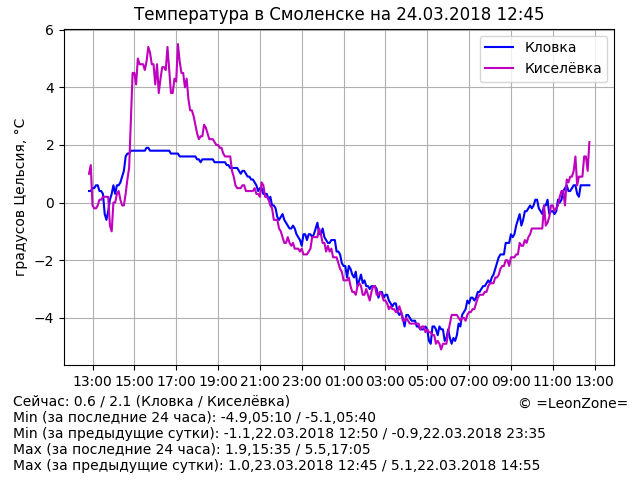 Температура в Смоленске на 24.03.2018 12:45
Кловка
Киселёвка
градусов Цельсия, °C
6
4
2
0
−2
−4
13:00 15:00 17:00 19:00 21:00 23:00 01:00 03:00 05:00 07:00 09:00 11:00 13:00
Сейчас: 0.6 / 2.1 (Кловка / Киселёвка)
© =LeonZone=
Min (за последние 24 часа): -4.9,05:10 / -5.1,05:40
Min (за предыдущие сутки): -1.1,22.03.2018 12:50 / -0.9,22.03.2018 23:35
Max (за последние 24 часа): 1.9,15:35 / 5.5,17:05
Max (за предыдущие сутки): 1.0,23.03.2018 12:45 / 5.1,22.03.2018 14:55